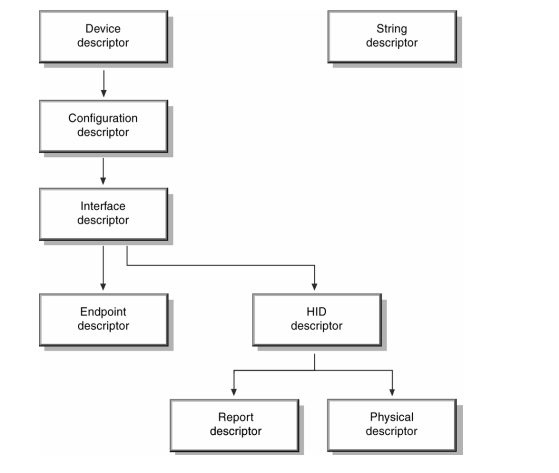 Device
descriptor
String
descriptor
Configuration
descriptor
Interface
descriptor
Endpoint
descriptor
HID
descriptor
Report
descriptor
Physical
descriptor